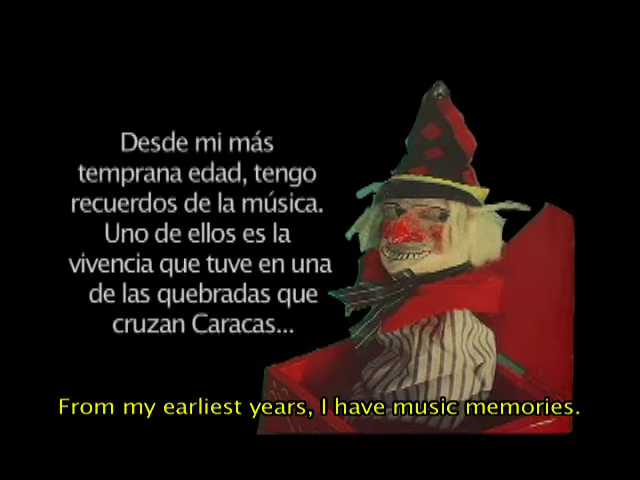 Desde mi más
temprana edad, tengo
recuerdos de la música.
Uno de ellos es la
vivencia que tuve en una
de las quebradas que
cruzan Caracas...
From my earliest years, I have music memories.